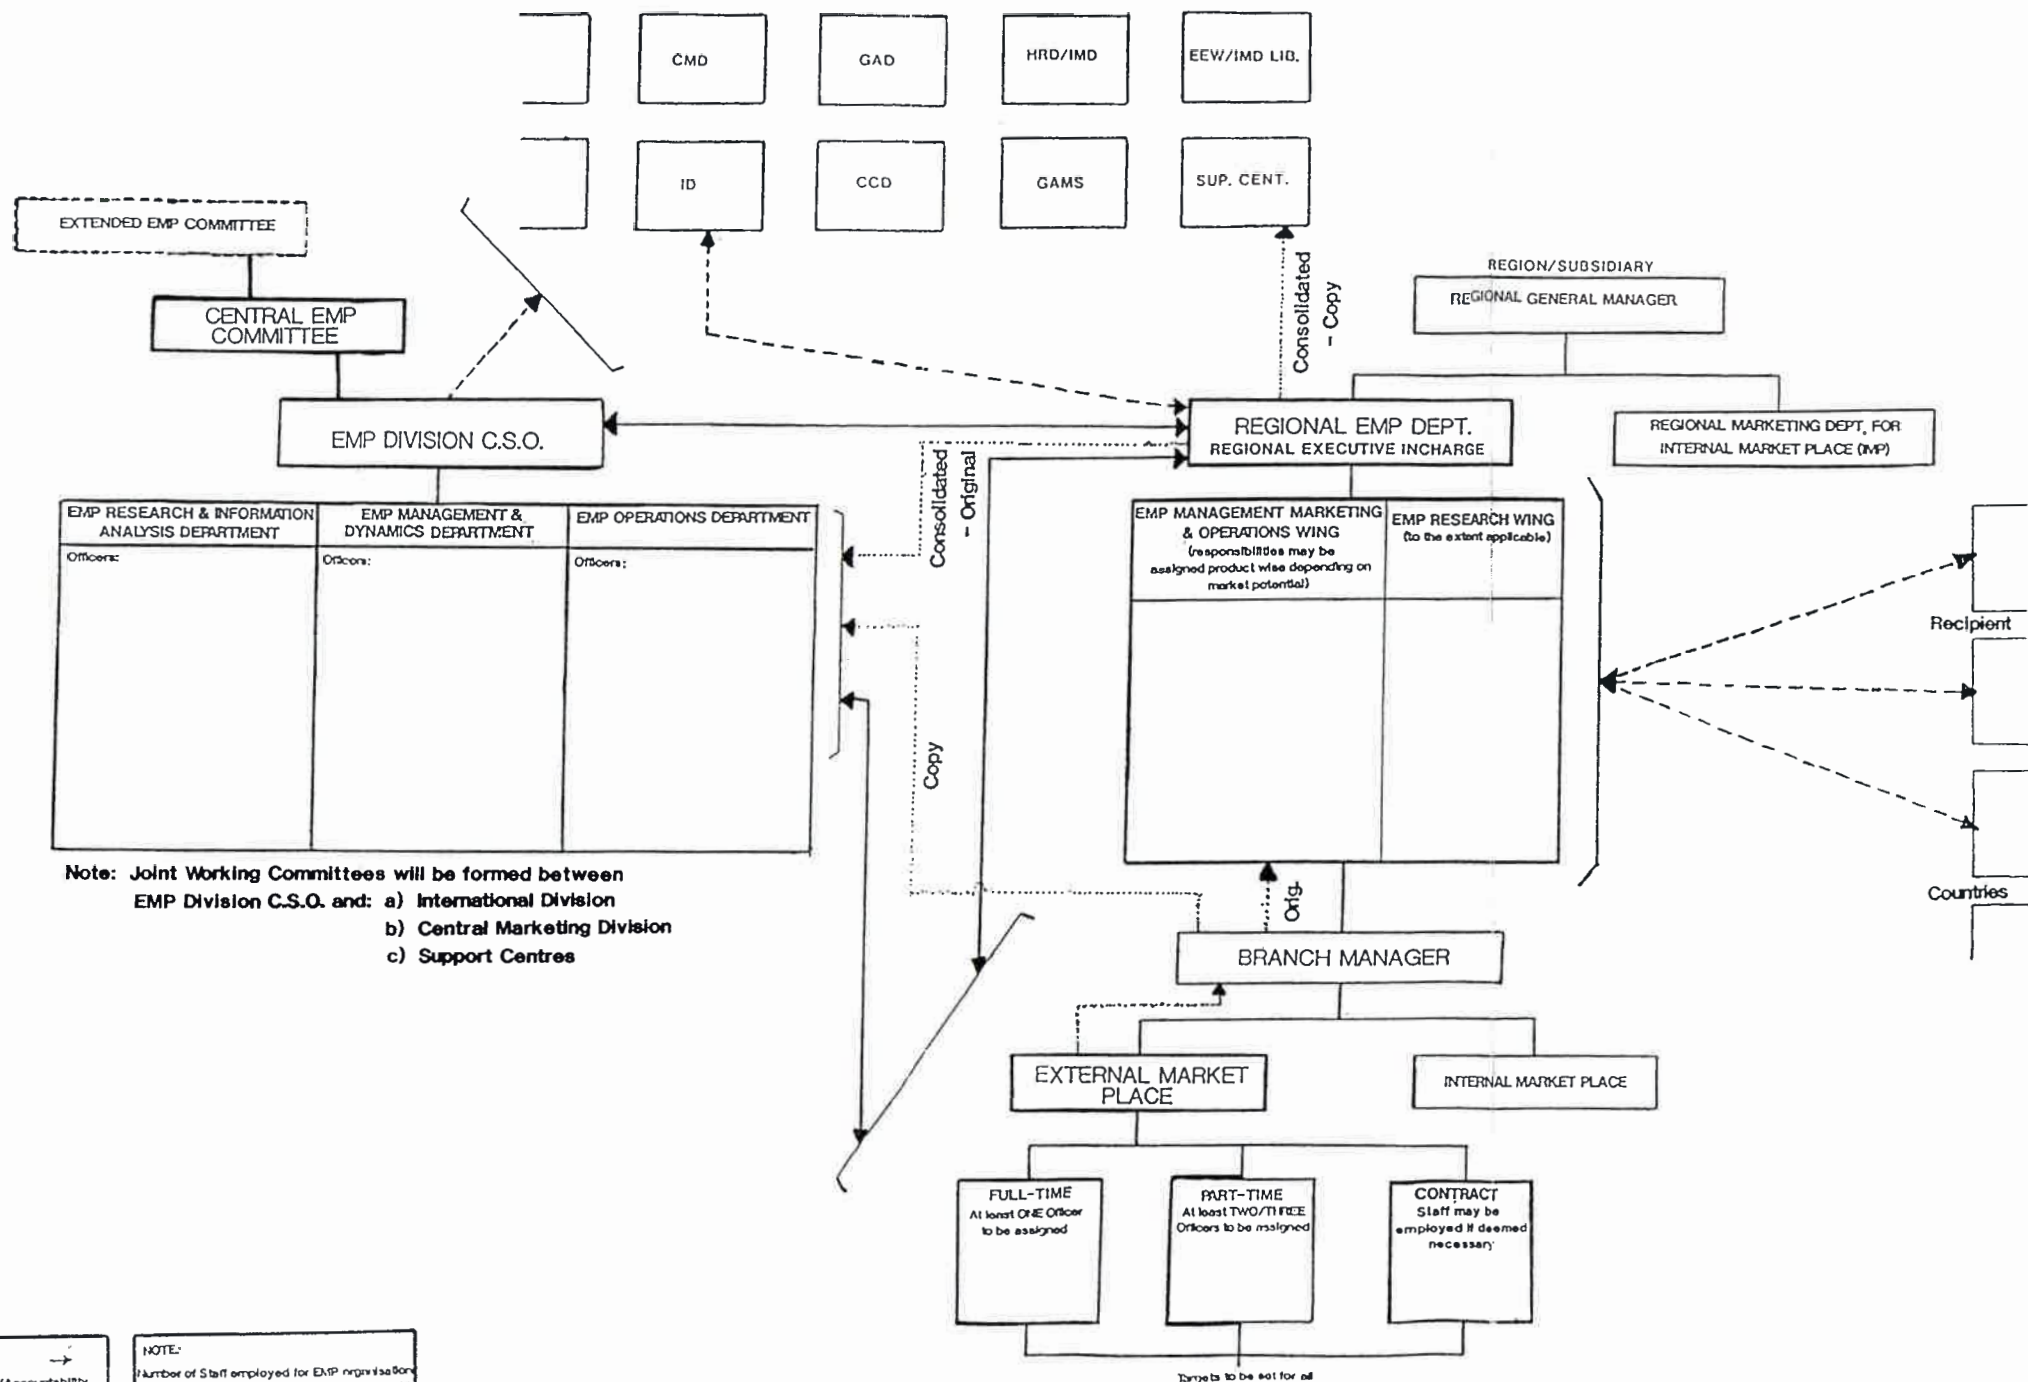 CMD
GAD
HRD/IMD
EEW/IMD LIB.
ID
CCD
GAMS
SUP. CENT.
EXTENDED EMP COMMITTEE
CENTRAL EMP
COMMITTEE
Consolidated
– Copy
REGION/SUBSIDIARY
REGIONAL GENERAL MANAGER
EMP DIVISION C.S.O.
REGIONAL EMP DEPT.
REGIONAL EXECUTIVE INCHARGE
REGIONAL MARKETING DEPT. FOR
INTERNAL MARKET PLACE (IMP)
Consolidated
– Original
EMP RESEARCH & INFORMATION
ANALYSIS DEPARTMENT
Officers:
EMP MANAGEMENT &
DYNAMICS DEPARTMENT
Officers:
EMP OPERATIONS DEPARTMENT
Officers:
EMP MANAGEMENT MARKETING
& OPERATIONS WING
(responsibilities may be
assigned product wise depending on
market potential)
EMP RESEARCH WING
(to the extent applicable)
Recipient
Countries
Copy
Note: Joint Working Committees will be formed between
EMP Division C.S.O. and: a) International Division
b) Central Marketing Division
c) Support Centres
Orig.
BRANCH MANAGER
EXTERNAL MARKET
PLACE
INTERNAL MARKET PLACE
FULL-TIME
At least ONE Officer
to be assigned
PART-TIME
At least TWO/THREE
Officers to be assigned
CONTRACT
Staff may be
employed if deemed
necessary
NOTE:
Number of Staff employed for EMP organisation
Targets to be set for all